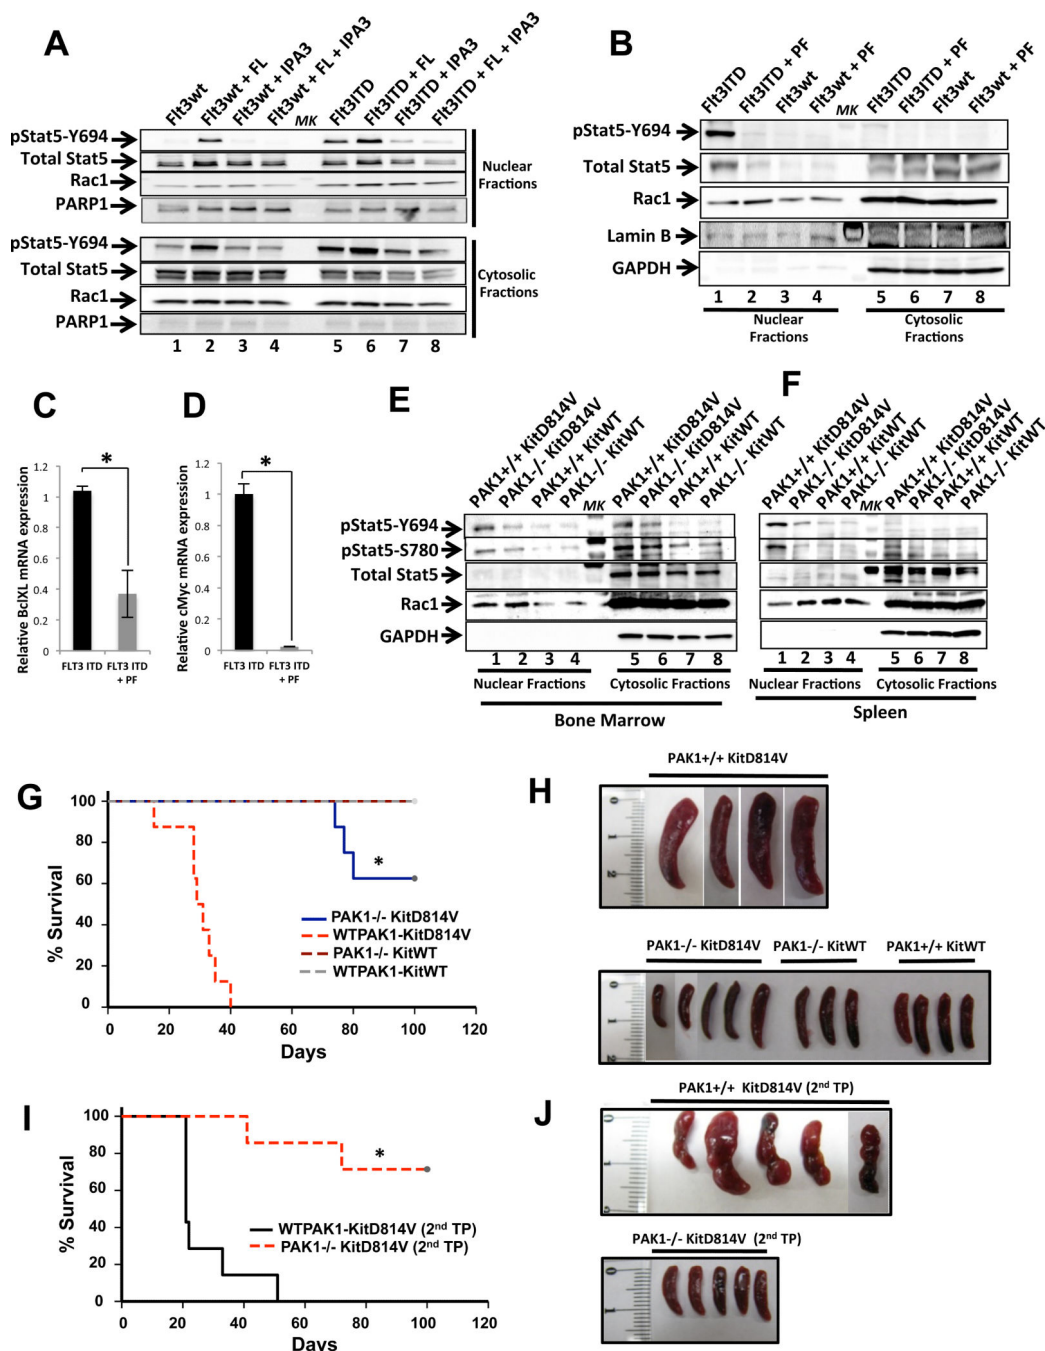 A
Flt3wt
Flt3wt + FL
Flt3wt + IPA3
Flt3wt + FL + IPA3
MK
Flt3ITD
Flt3ITD + FL
Flt3ITD + IPA3
Flt3ITD + FL + IPA3
pStat5-Y694
Total Stat5
Rac1
PARP1
Nuclear
Fractions
pStat5-Y694
Total Stat5
Rac1
PARP1
Cytosolic
Fractions
1 2 3 4 5 6 7 8
B
Flt3ITD
Flt3ITD + PF
Flt3wt
Flt3wt + PF
MK
Flt3ITD
Flt3ITD + PF
Flt3wt
Flt3wt + PF
pStat5-Y694
Total Stat5
Rac1
Lamin B
GAPDH
1 2 3 4 5 6 7 8
Nuclear
Fractions
Cytosolic
Fractions
C
Relative BclXL mRNA expression
1.2
1
0.8
0.6
0.4
0.2
0
*
FLT3 ITD
FLT3 ITD
+ PF
D
Relative cMyc mRNA expression
1.2
1
0.8
0.6
0.4
0.2
0
*
FLT3 ITD
FLT3 ITD
+ PF
E
PAK1+/+ KitD814V
PAK1-/- KitD814V
PAK1+/+ KitWT
PAK1-/- KitWT
MK
PAK1+/+ KitD814V
PAK1-/- KitD814V
PAK1+/+ KitWT
PAK1-/- KitWT
pStat5-Y694
pStat5-S780
Total Stat5
Rac1
GAPDH
1 2 3 4 5 6 7 8
Nuclear Fractions
Cytosolic Fractions
Bone Marrow
F
PAK1+/+ KitD814V
PAK1-/- KitD814V
PAK1+/+ KitWT
PAK1-/- KitWT
MK
PAK1+/+ KitD814V
PAK1-/- KitD814V
PAK1+/+ KitWT
PAK1-/- KitWT
1 2 3 4 5 6 7 8
Nuclear Fractions
Cytosolic Fractions
Spleen
G
% Survival
100
80
60
40
20
0
*
PAK1-/- KitD814V
WTPAK1-KitD814V
PAK1-/- KitWT
WTPAK1-KitWT
0 20 40 60 80 100 120
Days
H
PAK1+/+ KitD814V
0
1
2
PAK1-/- KitD814V
PAK1-/- KitWT
PAK1+/+ KitWT
0
1
2
I
% Survival
100
80
60
40
20
0
*
WTPAK1-KitD814V (2nd TP)
PAK1-/- KitD814V (2nd TP)
0 20 40 60 80 100 120
Days
J
PAK1+/+ KitD814V (2nd TP)
0
1
PAK1-/- KitD814V (2nd TP)
0
1